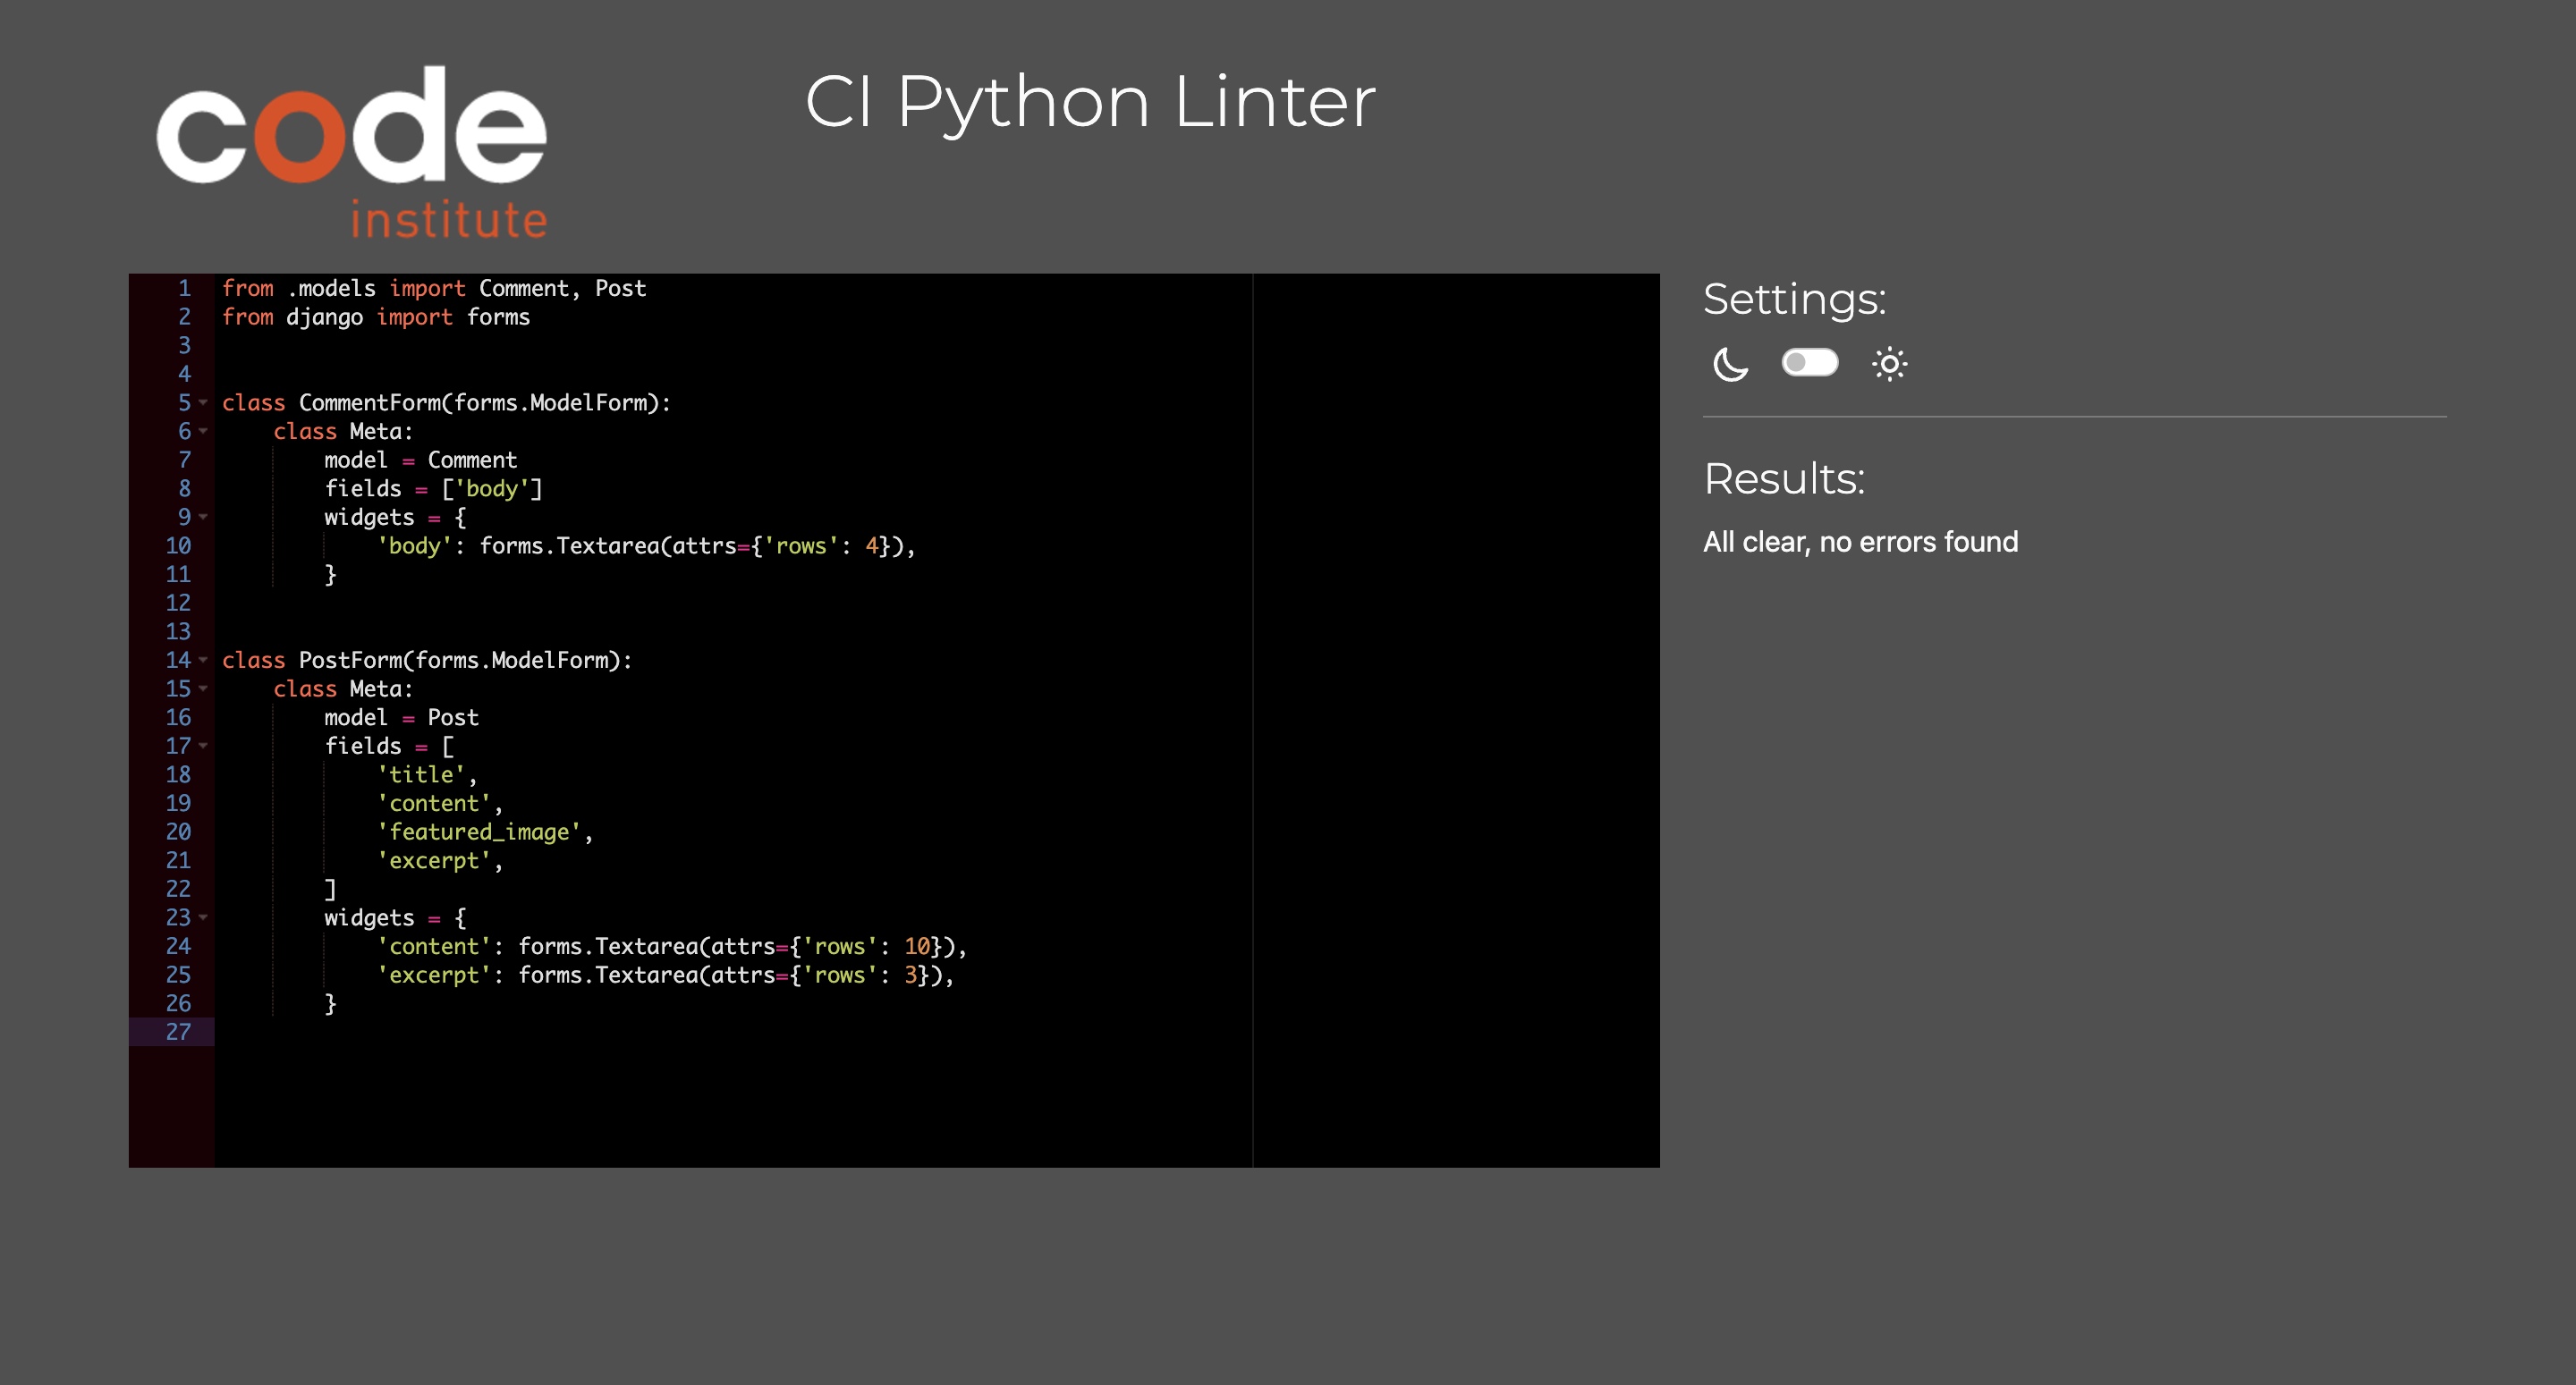 code
institute
CI Python Linter
1 from .models import Comment, Post
2 from django import forms
3
4
5 class CommentForm(forms.ModelForm):
6     class Meta:
7         model = Comment
8         fields = ['body']
9         widgets = {
10             'body': forms.Textarea(attrs={'rows': 4}),
11         }
12
13
14 class PostForm(forms.ModelForm):
15     class Meta:
16         model = Post
17         fields = [
18             'title',
19             'content',
20             'featured_image',
21             'excerpt',
22         ]
23         widgets = {
24             'content': forms.Textarea(attrs={'rows': 10}),
25             'excerpt': forms.Textarea(attrs={'rows': 3}),
26         }
27
Settings:
Results:
All clear, no errors found